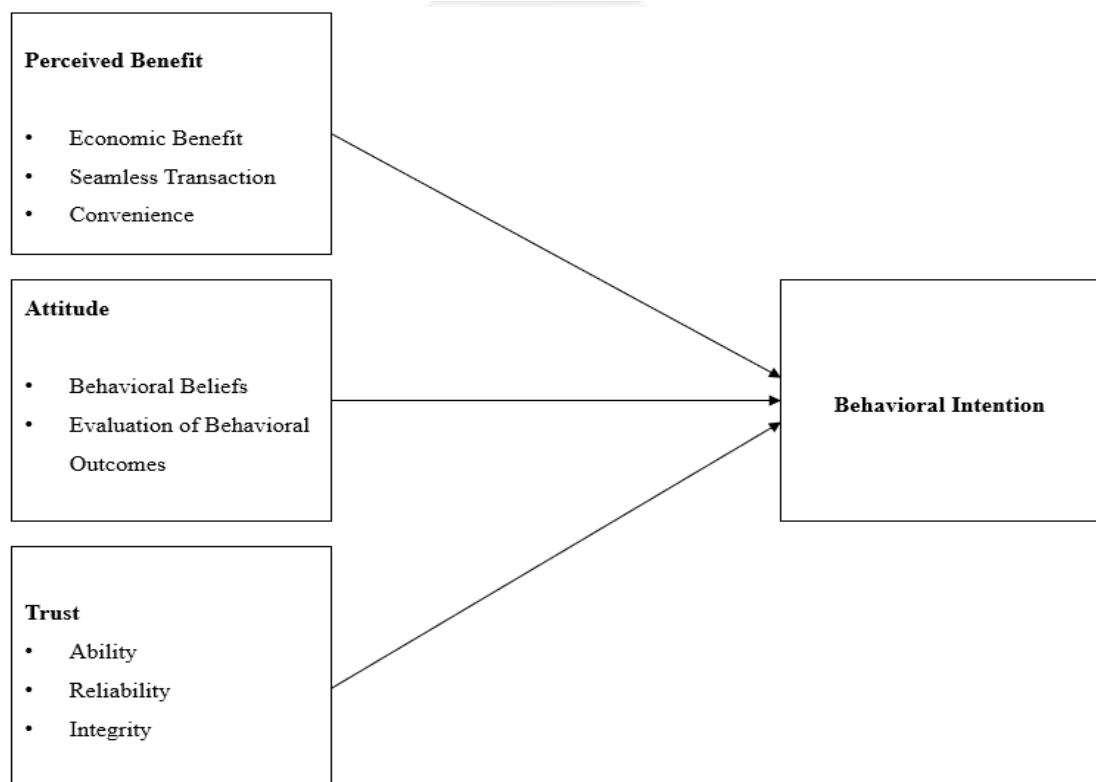 Perceived Benefit
• Economic Benefit
• Seamless Transaction
• Convenience
Attitude
• Behavioral Beliefs
• Evaluation of Behavioral
Outcomes
Trust
• Ability
• Reliability
• Integrity
Behavioral Intention